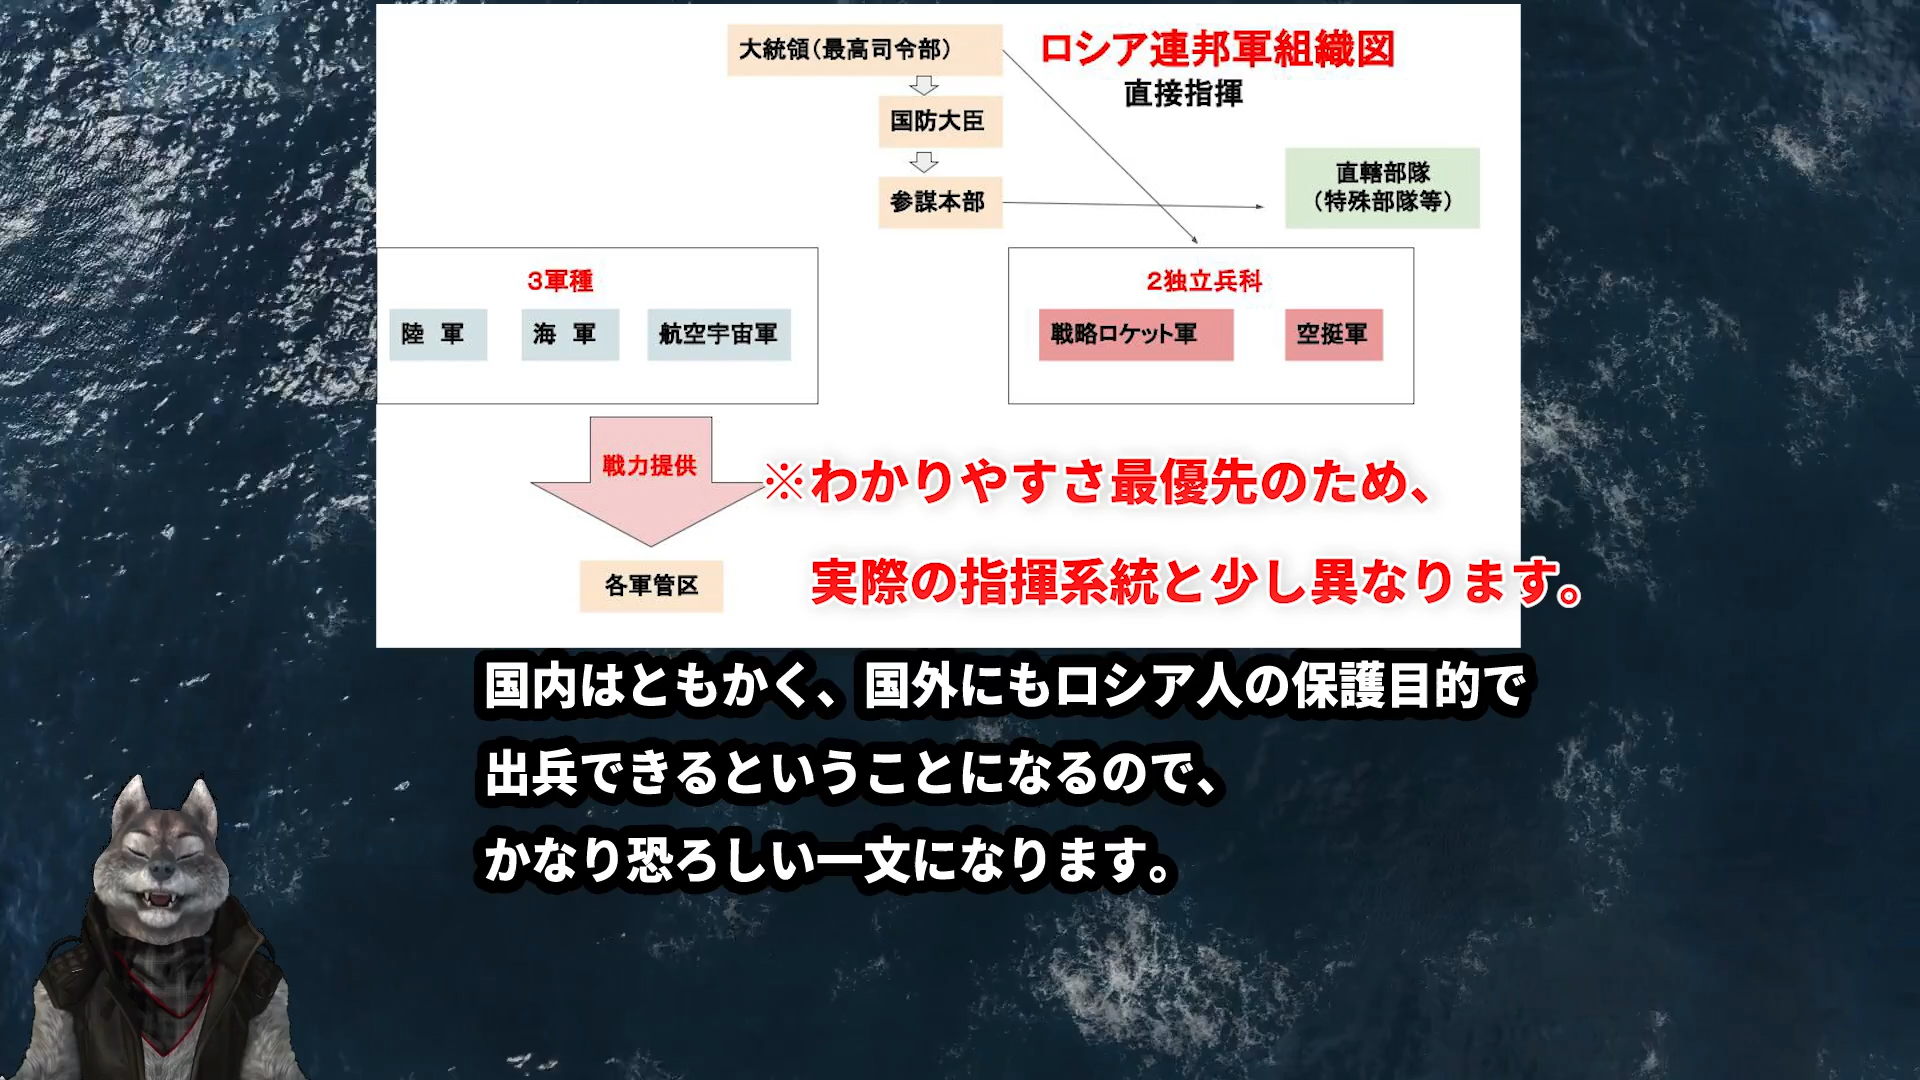 大統領(最高司令部)
ロシア連邦軍組織図
直接指揮
国防大臣
参謀本部
直轄部隊
(特殊部隊等)
3軍種
陸 軍
海 軍
航空宇宙軍
2独立兵科
戦略ロケット軍
空挺軍
戦力提供
各軍管区
※わかりやすさ最優先のため、
実際の指揮系統と少し異なります。
国内はともかく、国外にもロシア人の保護目的で
出兵できるということになるので、
かなり恐ろしい一文になります。